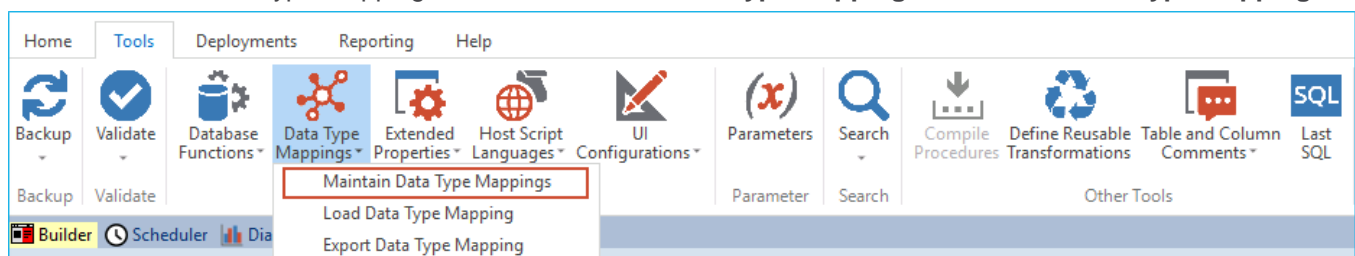 Home Tools Deployments Reporting Help
Backup Validate Database Functions Data Type Mappings Extended Properties Host Script Languages UI Configurations Parameters Search Compile Procedures Define Reusable Transformations Table and Column Comments SQL Last SQL
Maintain Data Type Mappings
Backup Validate Parameter Search Other Tools
Load Data Type Mapping
Builder Scheduler Dia
Export Data Type Mapping